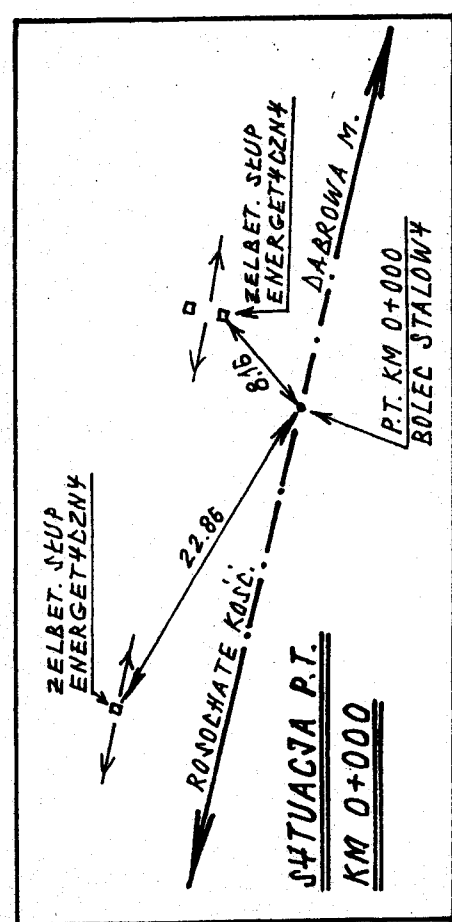 ŻELBET. SŁUP
ENERGETYCZNY
ŻELBET. SŁUP
ENERGETYCZNY
22.86
8.16
ROSOCHATE KOŚC.
DĄBROWA M.
P.T. KM 0+000
BOLEC STALOWY
SYTUACJA P.T.
KM 0+000